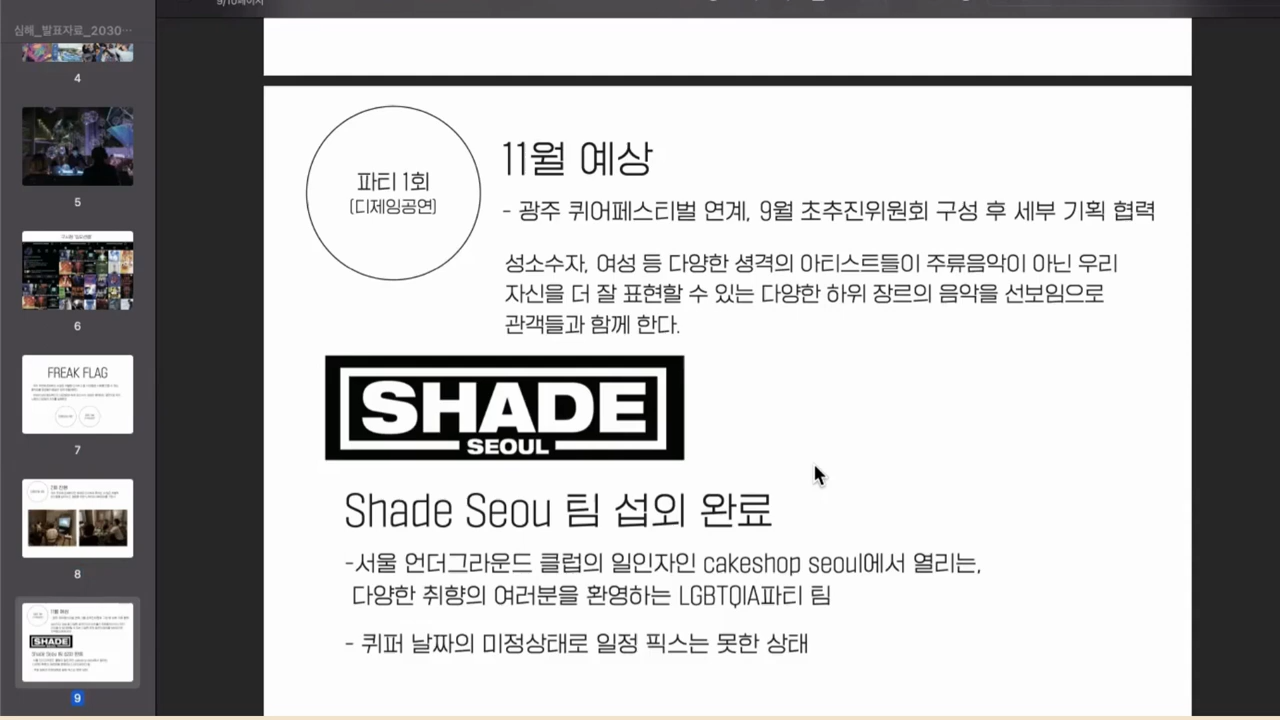 심해_발표자료_2030…
4
5
6
FREAK FLAG
7
8
9
파티 1회
(디제잉공연)
11월 예상
- 광주 퀴어페스티벌 연계, 9월 초추진위원회 구성 후 세부 기획 협력
성소수자, 여성 등 다양한 셩격의 아티스트들이 주류음악이 아닌 우리
자신을 더 잘 표현할 수 있는 다양한 하위 장르의 음악을 선보임으로
관객들과 함께 한다.
SHADE
SEOUL
Shade Seou 팀 섭외 완료
-서울 언더그라운드 클럽의 일인자인 cakeshop seoul에서 열리는,
다양한 취향의 여러분을 환영하는 LGBTQIA파티 팀
- 퀴퍼 날짜의 미정상태로 일정 픽스는 못한 상태